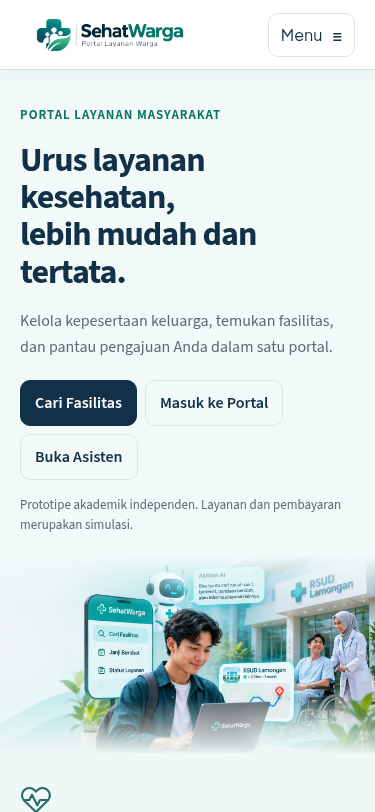 SehatWarga
Portal Layanan Warga
Menu
PORTAL LAYANAN MASYARAKAT
Urus layanan
kesehatan,
lebih mudah dan
tertata.
Kelola kepesertaan keluarga, temukan fasilitas,
dan pantau pengajuan Anda dalam satu portal.
Cari Fasilitas
Masuk ke Portal
Buka Asisten
Prototipe akademik independen. Layanan dan pembayaran
merupakan simulasi.
Asisten AI
RSUD
Lamongan
SehatWarga
Cari Fasilitas
Janji Berobat
Status Layanan
RSUD Lamongan
SehatWarga